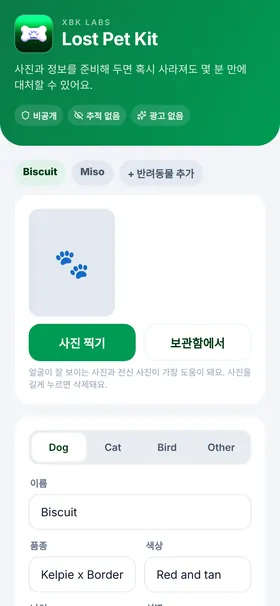 XBK LABS
Lost Pet Kit
사진과 정보를 준비해 두면 혹시 사라져도 몇 분 만에
대처할 수 있어요.
비공개
추적 없음
광고 없음
Biscuit
Miso
+ 반려동물 추가
사진 찍기
보관함에서
얼굴이 잘 보이는 사진과 전신 사진이 가장 도움이 돼요. 사진을
길게 누르면 삭제돼요.
Dog
Cat
Bird
Other
이름
Biscuit
품종
색상
Kelpie x Border
Red and tan